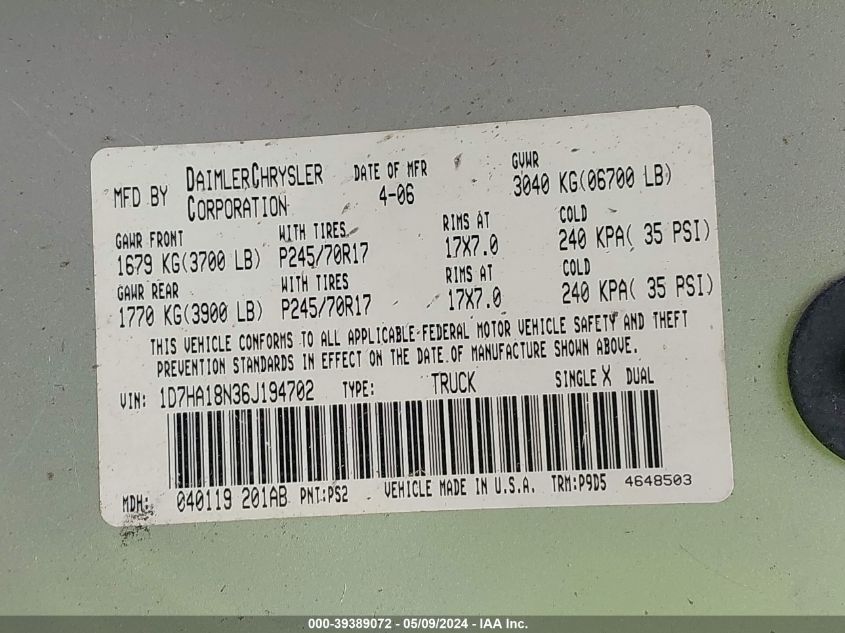 MFD BY DAIMLERCHRYSLER CORPORATION DATE OF MFR 4-06 GVWR 3040 KG(06700 LB)
GAWR FRONT WITH TIRES RIMS AT COLD
1679 KG(3700 LB) P245/70R17 17X7.0 240 KPA( 35 PSI)
GAWR REAR WITH TIRES RIMS AT COLD
1770 KG(3900 LB) P245/70R17 17X7.0 240 KPA( 35 PSI)
THIS VEHICLE CONFORMS TO ALL APPLICABLE FEDERAL MOTOR VEHICLE SAFETY AND THEFT
PREVENTION STANDARDS IN EFFECT ON THE DATE OF MANUFACTURE SHOWN ABOVE.
VIN: 1D7HA18N36J194702 TYPE: TRUCK SINGLE X DUAL
MDH: 040119 201AB PNT:PS2 VEHICLE MADE IN U.S.A. TRM:P9D5 4648503
000-39389072 - 05/09/2024 - IAA Inc.